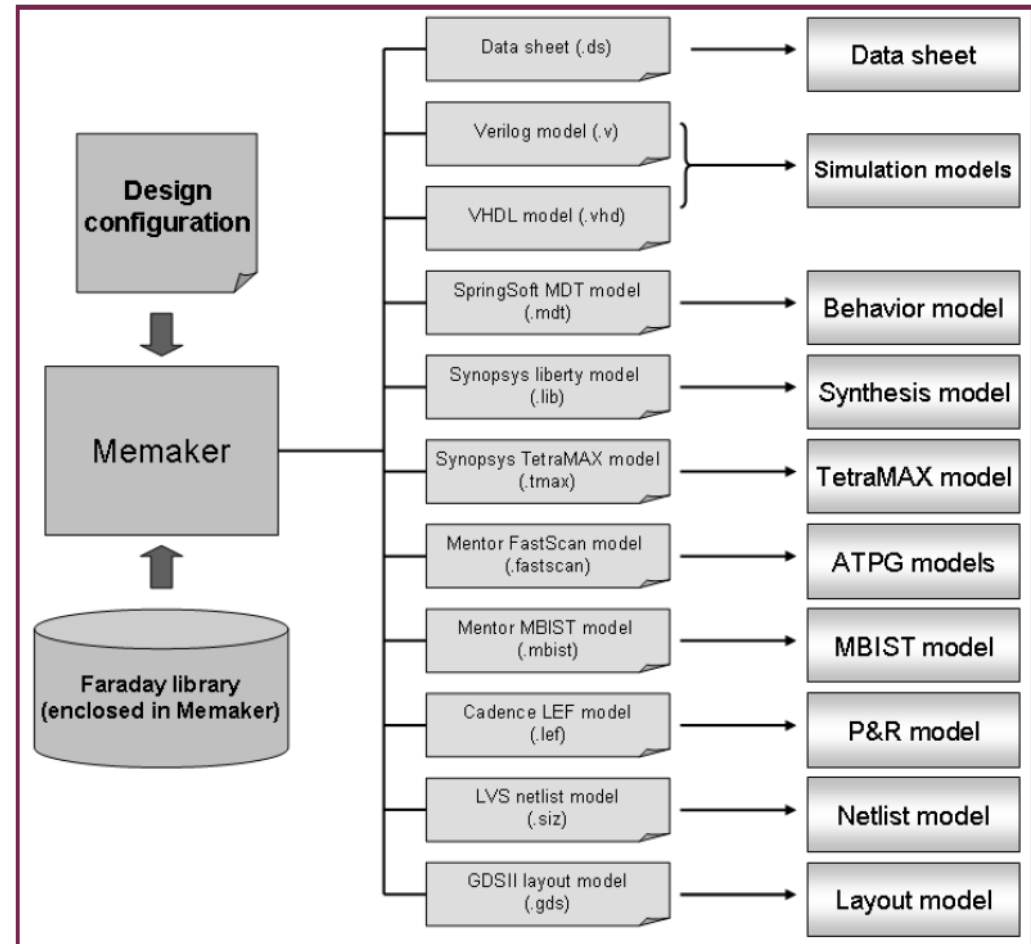 Data sheet (.ds)
Data sheet
Verilog model (.v)
Simulation models
VHDL model (.vhd)
Design
configuration
SpringSoft MDT model
(.mdt)
Behavior model
Synopsys liberty model
(.lib)
Synthesis model
Memaker
Synopsys TetraMAX model
(.tmax)
TetraMAX model
Mentor FastScan model
(.fastscan)
ATPG models
Mentor MBIST model
(.mbist)
MBIST model
Faraday library
(enclosed in Memaker)
Cadence LEF model
(.lef)
P&R model
LVS netlist model
(.siz)
Netlist model
GDSII layout model
(.gds)
Layout model